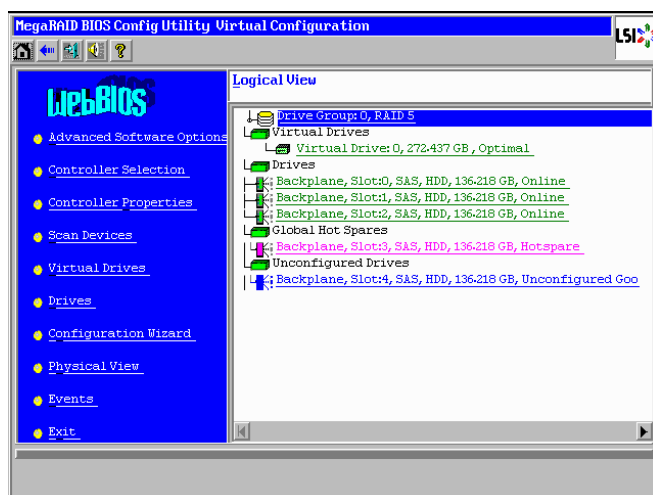 MegaRAID BIOS Config Utility Virtual Configuration
LSI
?
WebBIOS
Logical View
Advanced Software Options
Controller Selection
Controller Properties
Scan Devices
Virtual Drives
Drives
Configuration Wizard
Physical View
Events
Exit
Drive Group: 0, RAID 5
Virtual Drives
Virtual Drive: 0, 272.437 GB , Optimal
Drives
Backplane, Slot:0, SAS, HDD, 136.218 GB, Online
Backplane, Slot:1, SAS, HDD, 136.218 GB, Online
Backplane, Slot:2, SAS, HDD, 136.218 GB, Online
Global Hot Spares
Backplane, Slot:3, SAS, HDD, 136.218 GB, Hotspare
Unconfigured Drives
Backplane, Slot:4, SAS, HDD, 136.218 GB, Unconfigured Goo